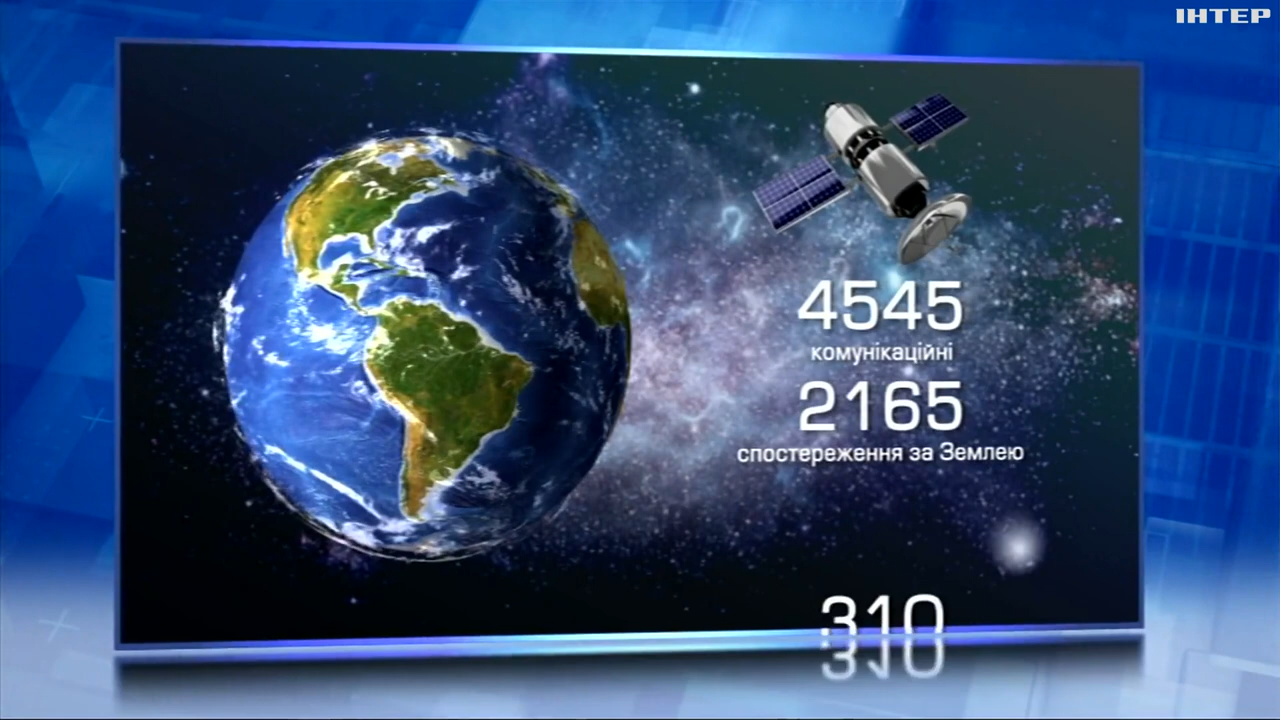 ІНТЕР
4545
комунікаційні
2165
спостереження за Землею
310